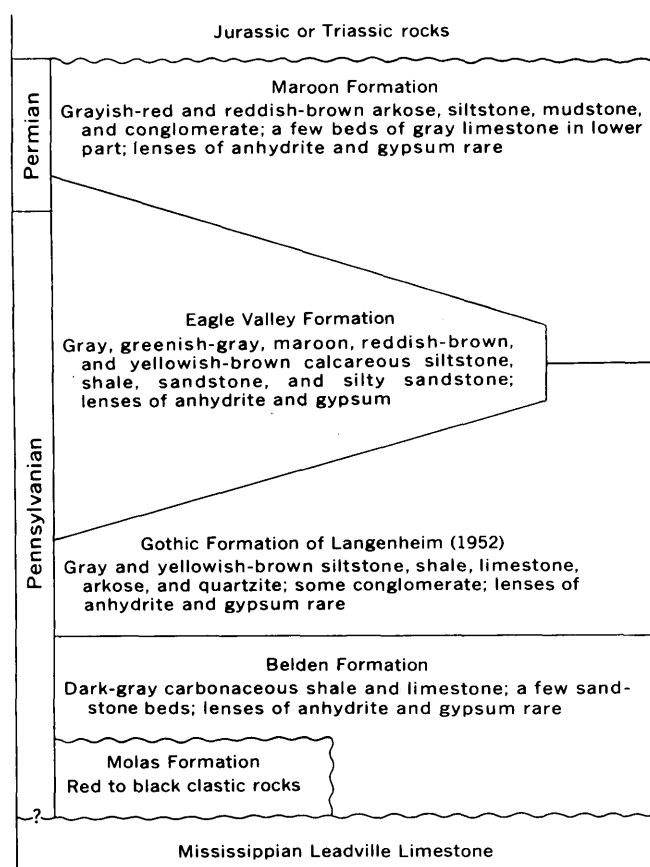 Jurassic or Triassic rocks
Permian
Maroon Formation
Grayish-red and reddish-brown arkose, siltstone, mudstone,
and conglomerate; a few beds of gray limestone in lower
part; lenses of anhydrite and gypsum rare
Pennsylvanian
Eagle Valley Formation
Gray, greenish-gray, maroon, reddish-brown,
and yellowish-brown calcareous siltstone,
shale, sandstone, and silty sandstone;
lenses of anhydrite and gypsum
Gothic Formation of Langenheim (1952)
Gray and yellowish-brown siltstone, shale, limestone,
arkose, and quartzite; some conglomerate; lenses of
anhydrite and gypsum rare
Belden Formation
Dark-gray carbonaceous shale and limestone; a few sand-
stone beds; lenses of anhydrite and gypsum rare
Molas Formation
Red to black clastic rocks
?
Mississippian Leadville Limestone